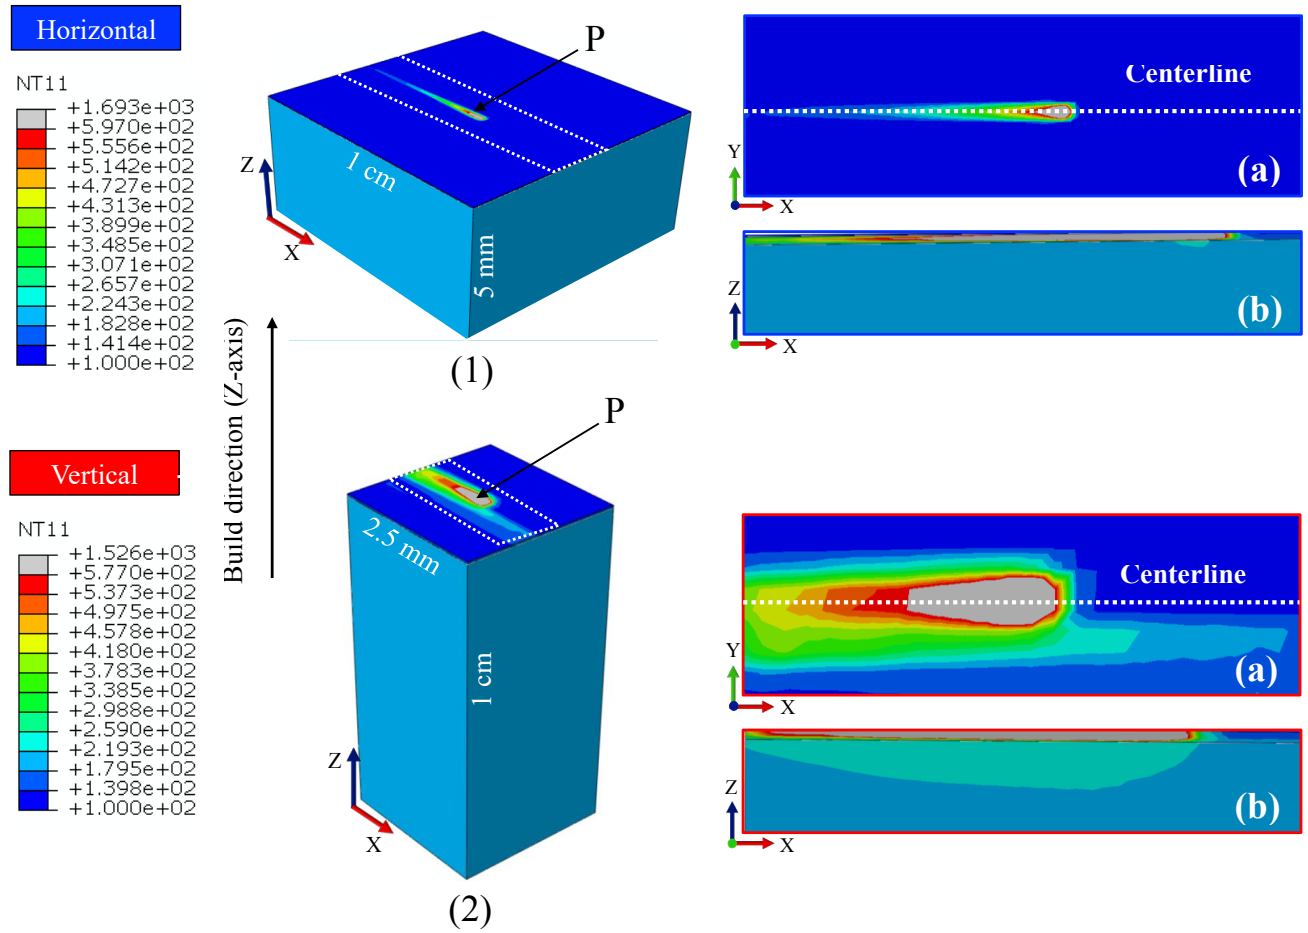 Horizontal
NT11
+1.693e+03
+5.970e+02
+5.556e+02
+5.142e+02
+4.727e+02
+4.313e+02
+3.899e+02
+3.485e+02
+3.071e+02
+2.657e+02
+2.243e+02
+1.828e+02
+1.414e+02
+1.000e+02
P
Z
X
1 cm
5 mm
(1)
Centerline
(a)
Y
X
Z
X
(b)
Build direction (Z-axis)
Vertical
NT11
+1.526e+03
+5.770e+02
+5.373e+02
+4.975e+02
+4.578e+02
+4.180e+02
+3.783e+02
+3.385e+02
+2.988e+02
+2.590e+02
+2.193e+02
+1.795e+02
+1.398e+02
+1.000e+02
P
2.5 mm
1 cm
Z
X
(2)
Centerline
(a)
Y
X
Z
X
(b)